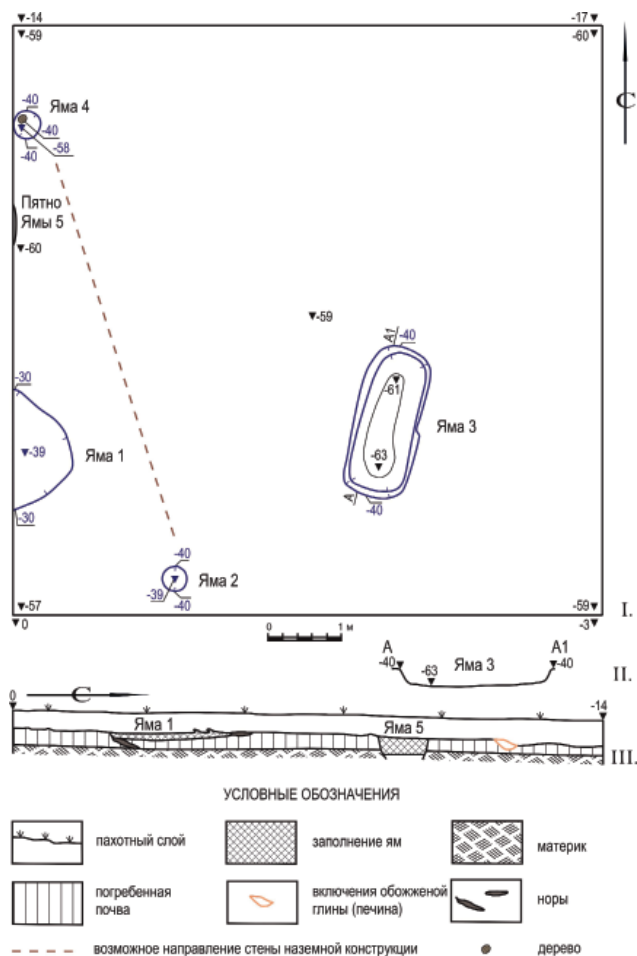 ▼-14 -17▼
▼-59 -60▼
-40 Яма 4
С
-40
-40 -58
Пятно
Ямы 5
▼-60
▼-59
A1 -40
-30
-61
▼-39 Яма 1
Яма 3
-63
A -40
-30
-40
-39 Яма 2
-40
▼-57 -59▼
▼0 -3▼
I.
0 1 м
A A1
-40 Яма 3 -40
-63
II.
0 С -14
Яма 1 Яма 5
III.
УСЛОВНЫЕ ОБОЗНАЧЕНИЯ
пахотный слой заполнение ям материк
погребенная включения обожженой норы
почва глины (печина)
возможное направление стены наземной конструкции дерево